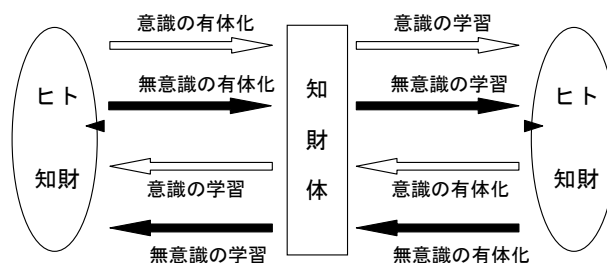 意識の有体化
意識の学習
ヒト
無意識の有体化
知財体
無意識の学習
ヒト
知財
意識の学習
意識の有体化
知財
無意識の学習
無意識の有体化